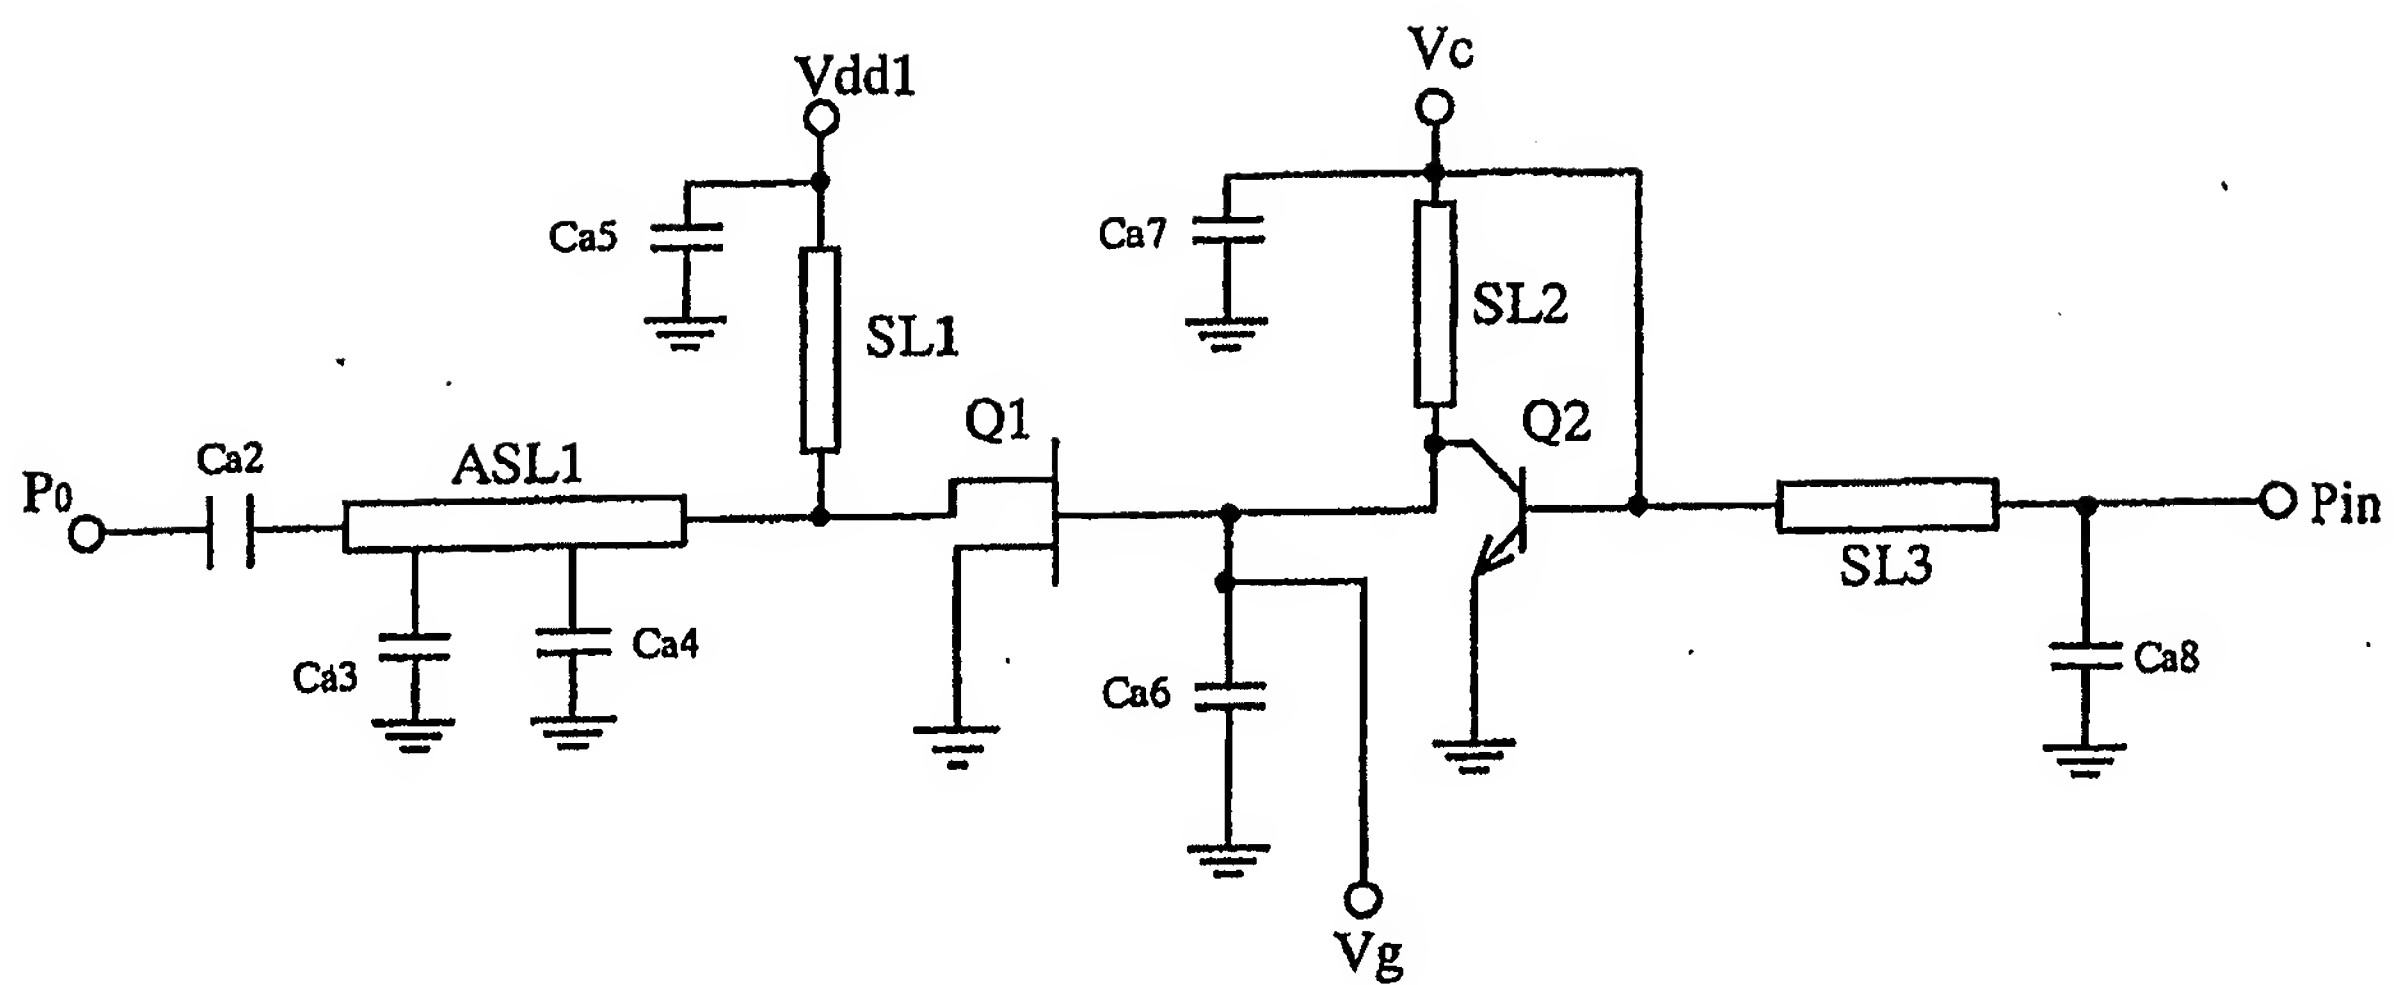 Vc
Vdd1
Ca5
Ca7
SL2
SL1
Q1
Q2
Ca2
ASL1
P0
Pin
SL3
Ca3
Ca4
Ca6
Ca8
Vg